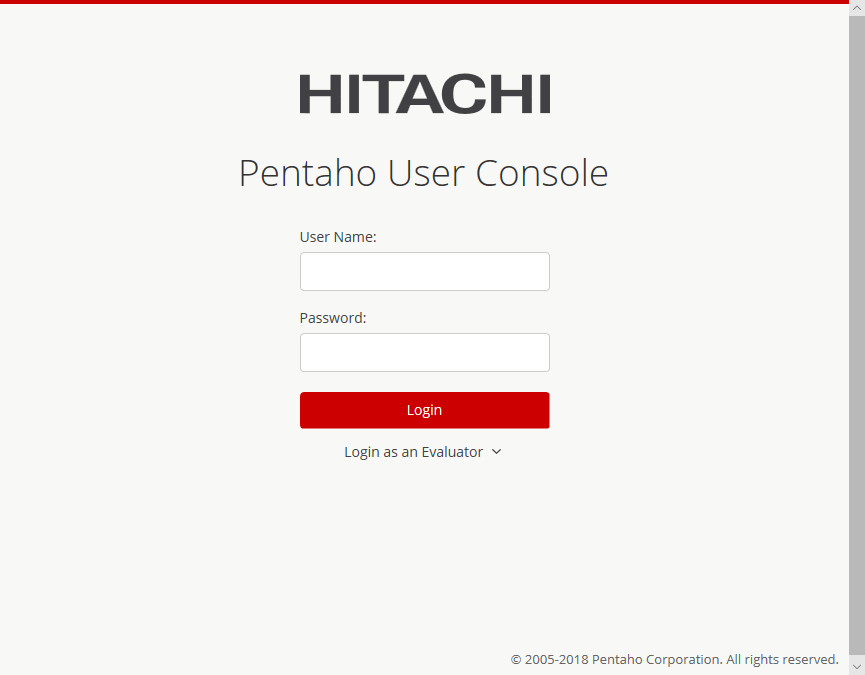 HITACHI
Pentaho User Console
User Name:
Password:
Login
Login as an Evaluator
© 2005-2018 Pentaho Corporation. All rights reserved.